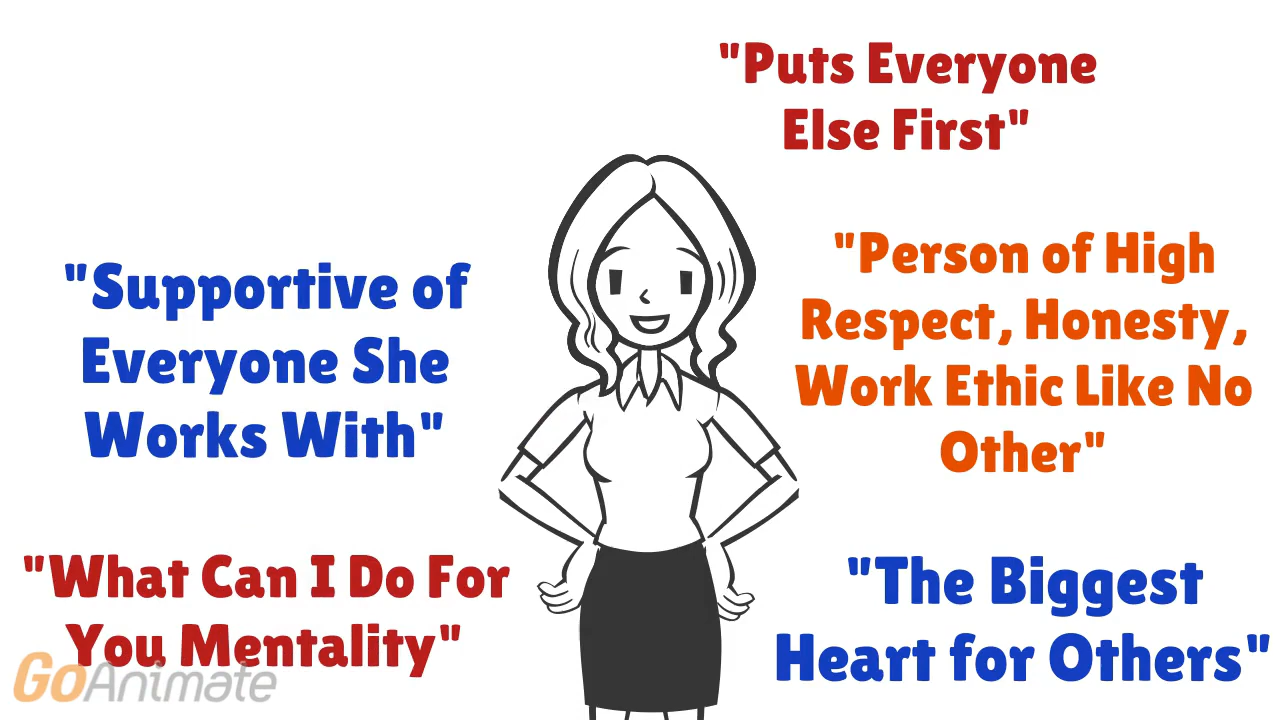 "Puts Everyone
Else First"
"Supportive of
Everyone She
Works With"
"Person of High
Respect, Honesty,
Work Ethic Like No
Other"
"What Can I Do For
You Mentality"
"The Biggest
Heart for Others"
GoAnimate